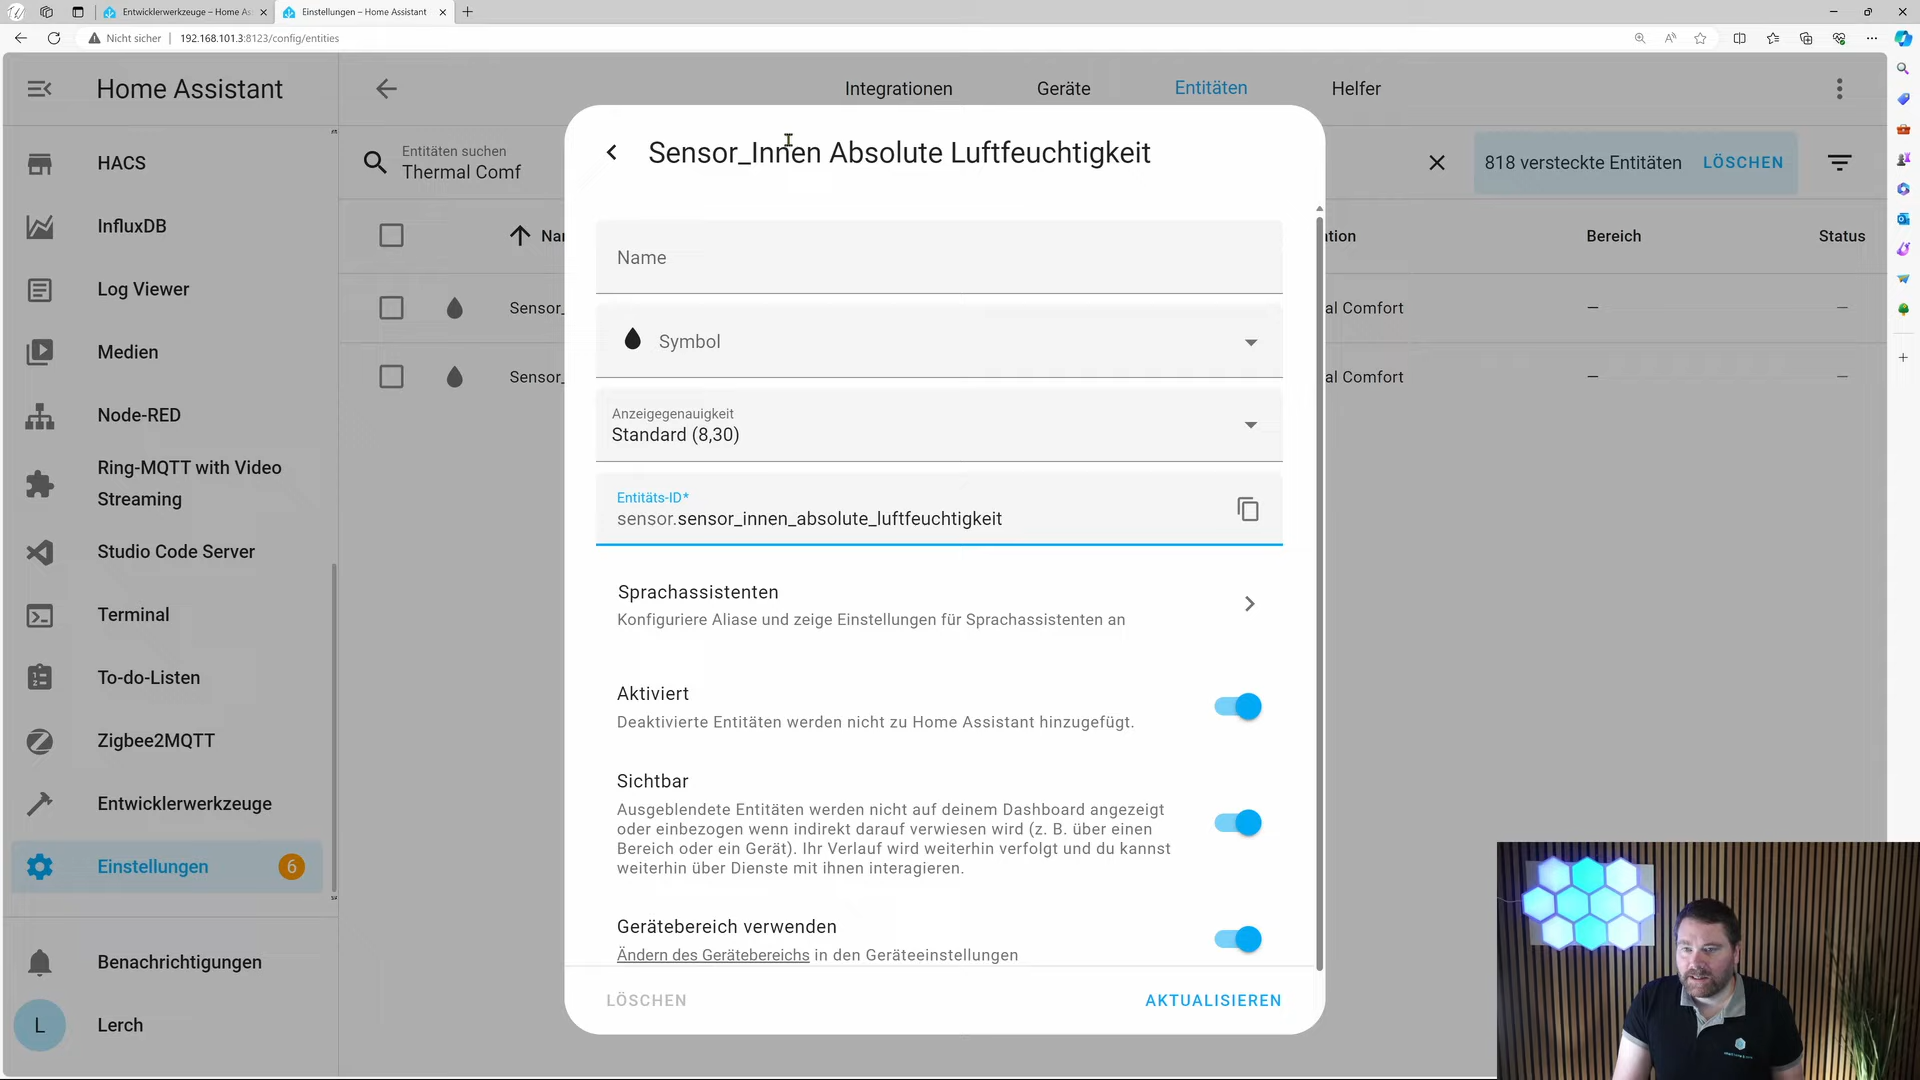 Entwicklerwerkzeuge – Home As
Einstellungen – Home Assistant
Nicht sicher
192.168.101.3:8123/config/entities
Home Assistant
Integrationen
Geräte
Entitäten
Helfer
HACS
InfluxDB
Log Viewer
Medien
Node-RED
Ring-MQTT with Video
Streaming
Studio Code Server
Terminal
To-do-Listen
Zigbee2MQTT
Entwicklerwerkzeuge
Einstellungen
6
Benachrichtigungen
L
Lerch
Entitäten suchen
Thermal Comf
818 versteckte Entitäten
LÖSCHEN
Nar
tion
Bereich
Status
Sensor_
al Comfort
–
–
Sensor_
al Comfort
–
–
Sensor_Innen Absolute Luftfeuchtigkeit
Name
Symbol
Anzeigegenauigkeit
Standard (8,30)
Entitäts-ID*
sensor.sensor_innen_absolute_luftfeuchtigkeit
Sprachassistenten
Konfiguriere Aliase und zeige Einstellungen für Sprachassistenten an
Aktiviert
Deaktivierte Entitäten werden nicht zu Home Assistant hinzugefügt.
Sichtbar
Ausgeblendete Entitäten werden nicht auf deinem Dashboard angezeigt
oder einbezogen wenn indirekt darauf verwiesen wird (z. B. über einen
Bereich oder ein Gerät). Ihr Verlauf wird weiterhin verfolgt und du kannst
weiterhin über Dienste mit ihnen interagieren.
Gerätebereich verwenden
Ändern des Gerätebereichs in den Geräteeinstellungen
LÖSCHEN
AKTUALISIEREN